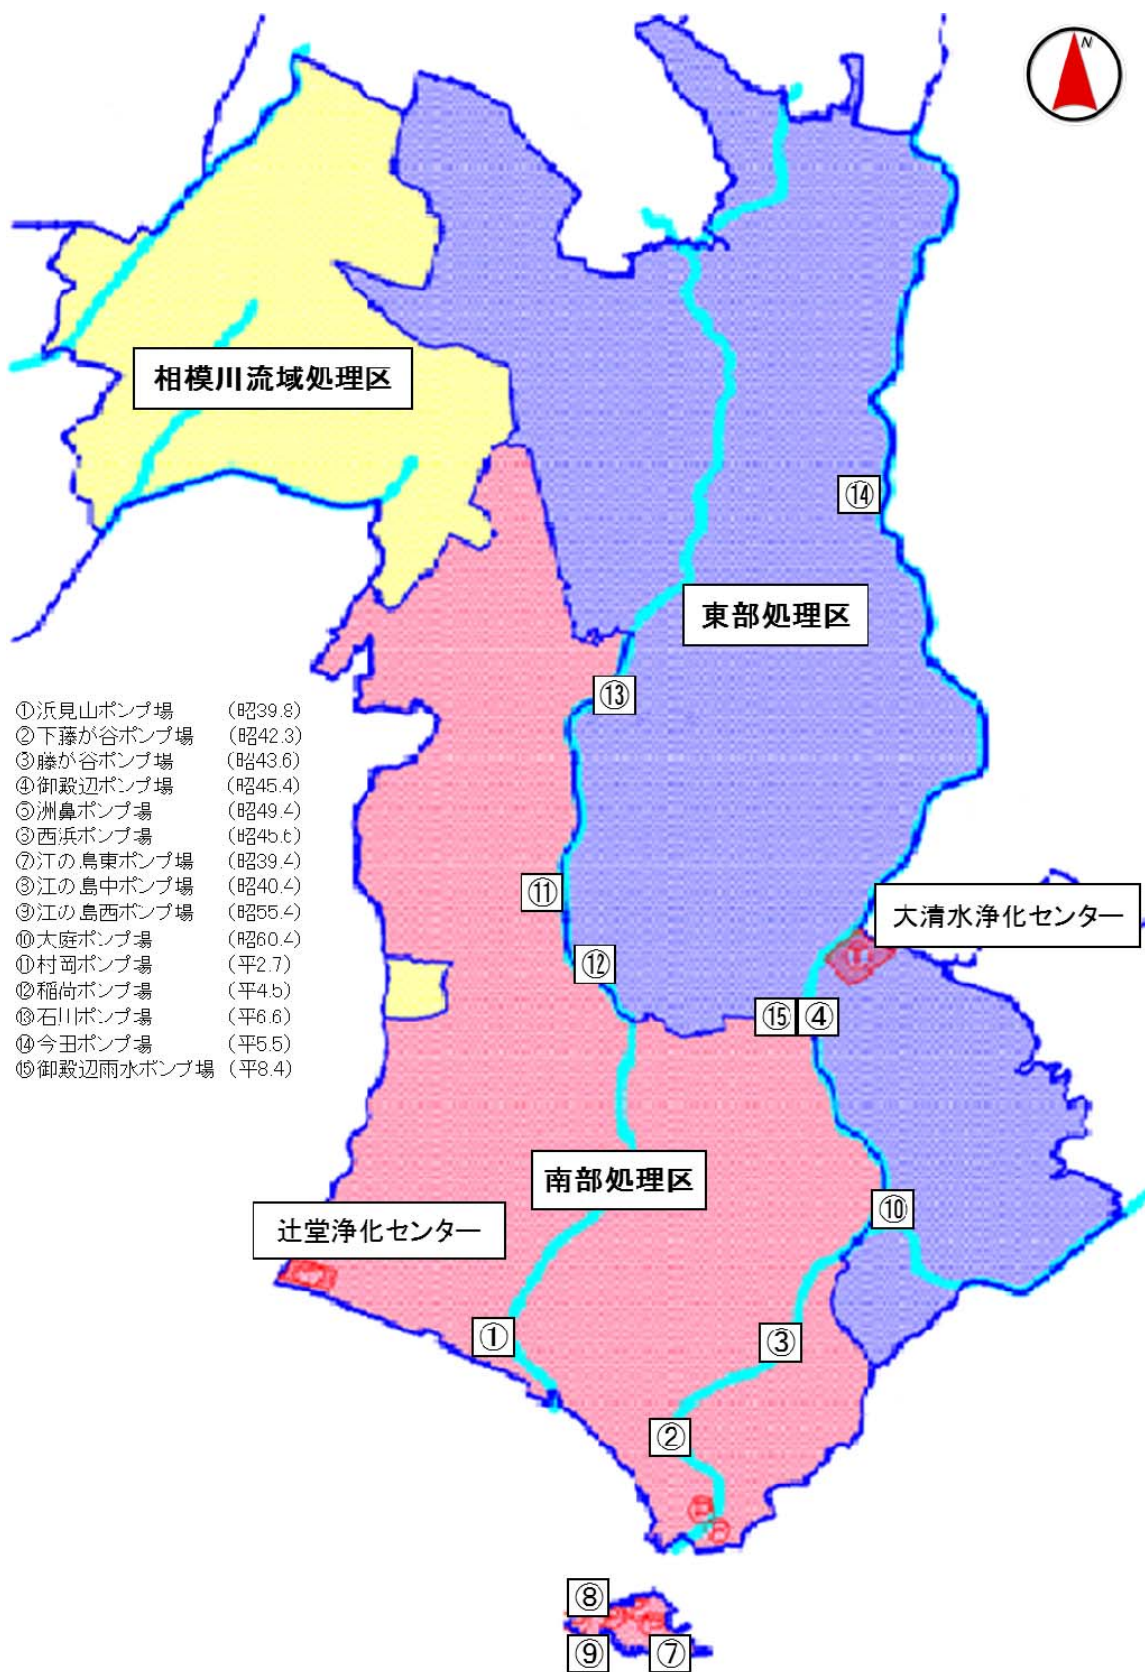 N
相模川流域処理区
⑭
東部処理区
⑬
①浜見山ポンプ場 (昭39.8)
②下藤が谷ポンプ場 (昭42.3)
③藤が谷ポンプ場 (昭43.6)
④御殿辺ポンプ場 (昭45.4)
⑤洲鼻ポンプ場 (昭49.4)
⑥西浜ポンプ場 (昭45.6)
⑦江の島東ポンプ場 (昭39.4)
⑧江の島中ポンプ場 (昭40.4)
⑨江の島西ポンプ場 (昭55.4)
⑩大庭ポンプ場 (昭60.4)
⑪村岡ポンプ場 (平2.7)
⑫稲荷ポンプ場 (平4.5)
⑬石川ポンプ場 (平6.6)
⑭今田ポンプ場 (平5.5)
⑮御殿辺雨水ポンプ場 (平8.4)
⑪
大清水浄化センター
⑫
⑮ ④
南部処理区
⑩
辻堂浄化センター
①
③
②
⑧
⑨
⑦